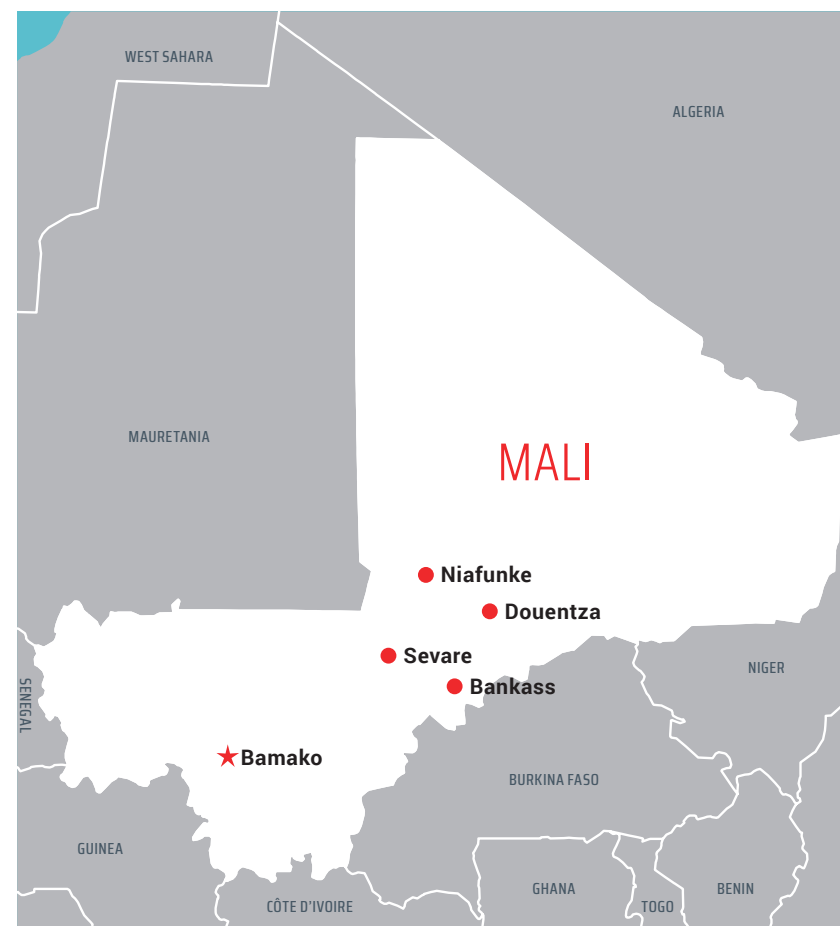 WEST SAHARA
ALGERIA
MAURETANIA
MALI
Niafunke
Douentza
Sevare
Bankass
NIGER
SENEGAL
Bamako
BURKINA FASO
GUINEA
GHANA
BENIN
CÔTE D'IVOIRE
TOGO